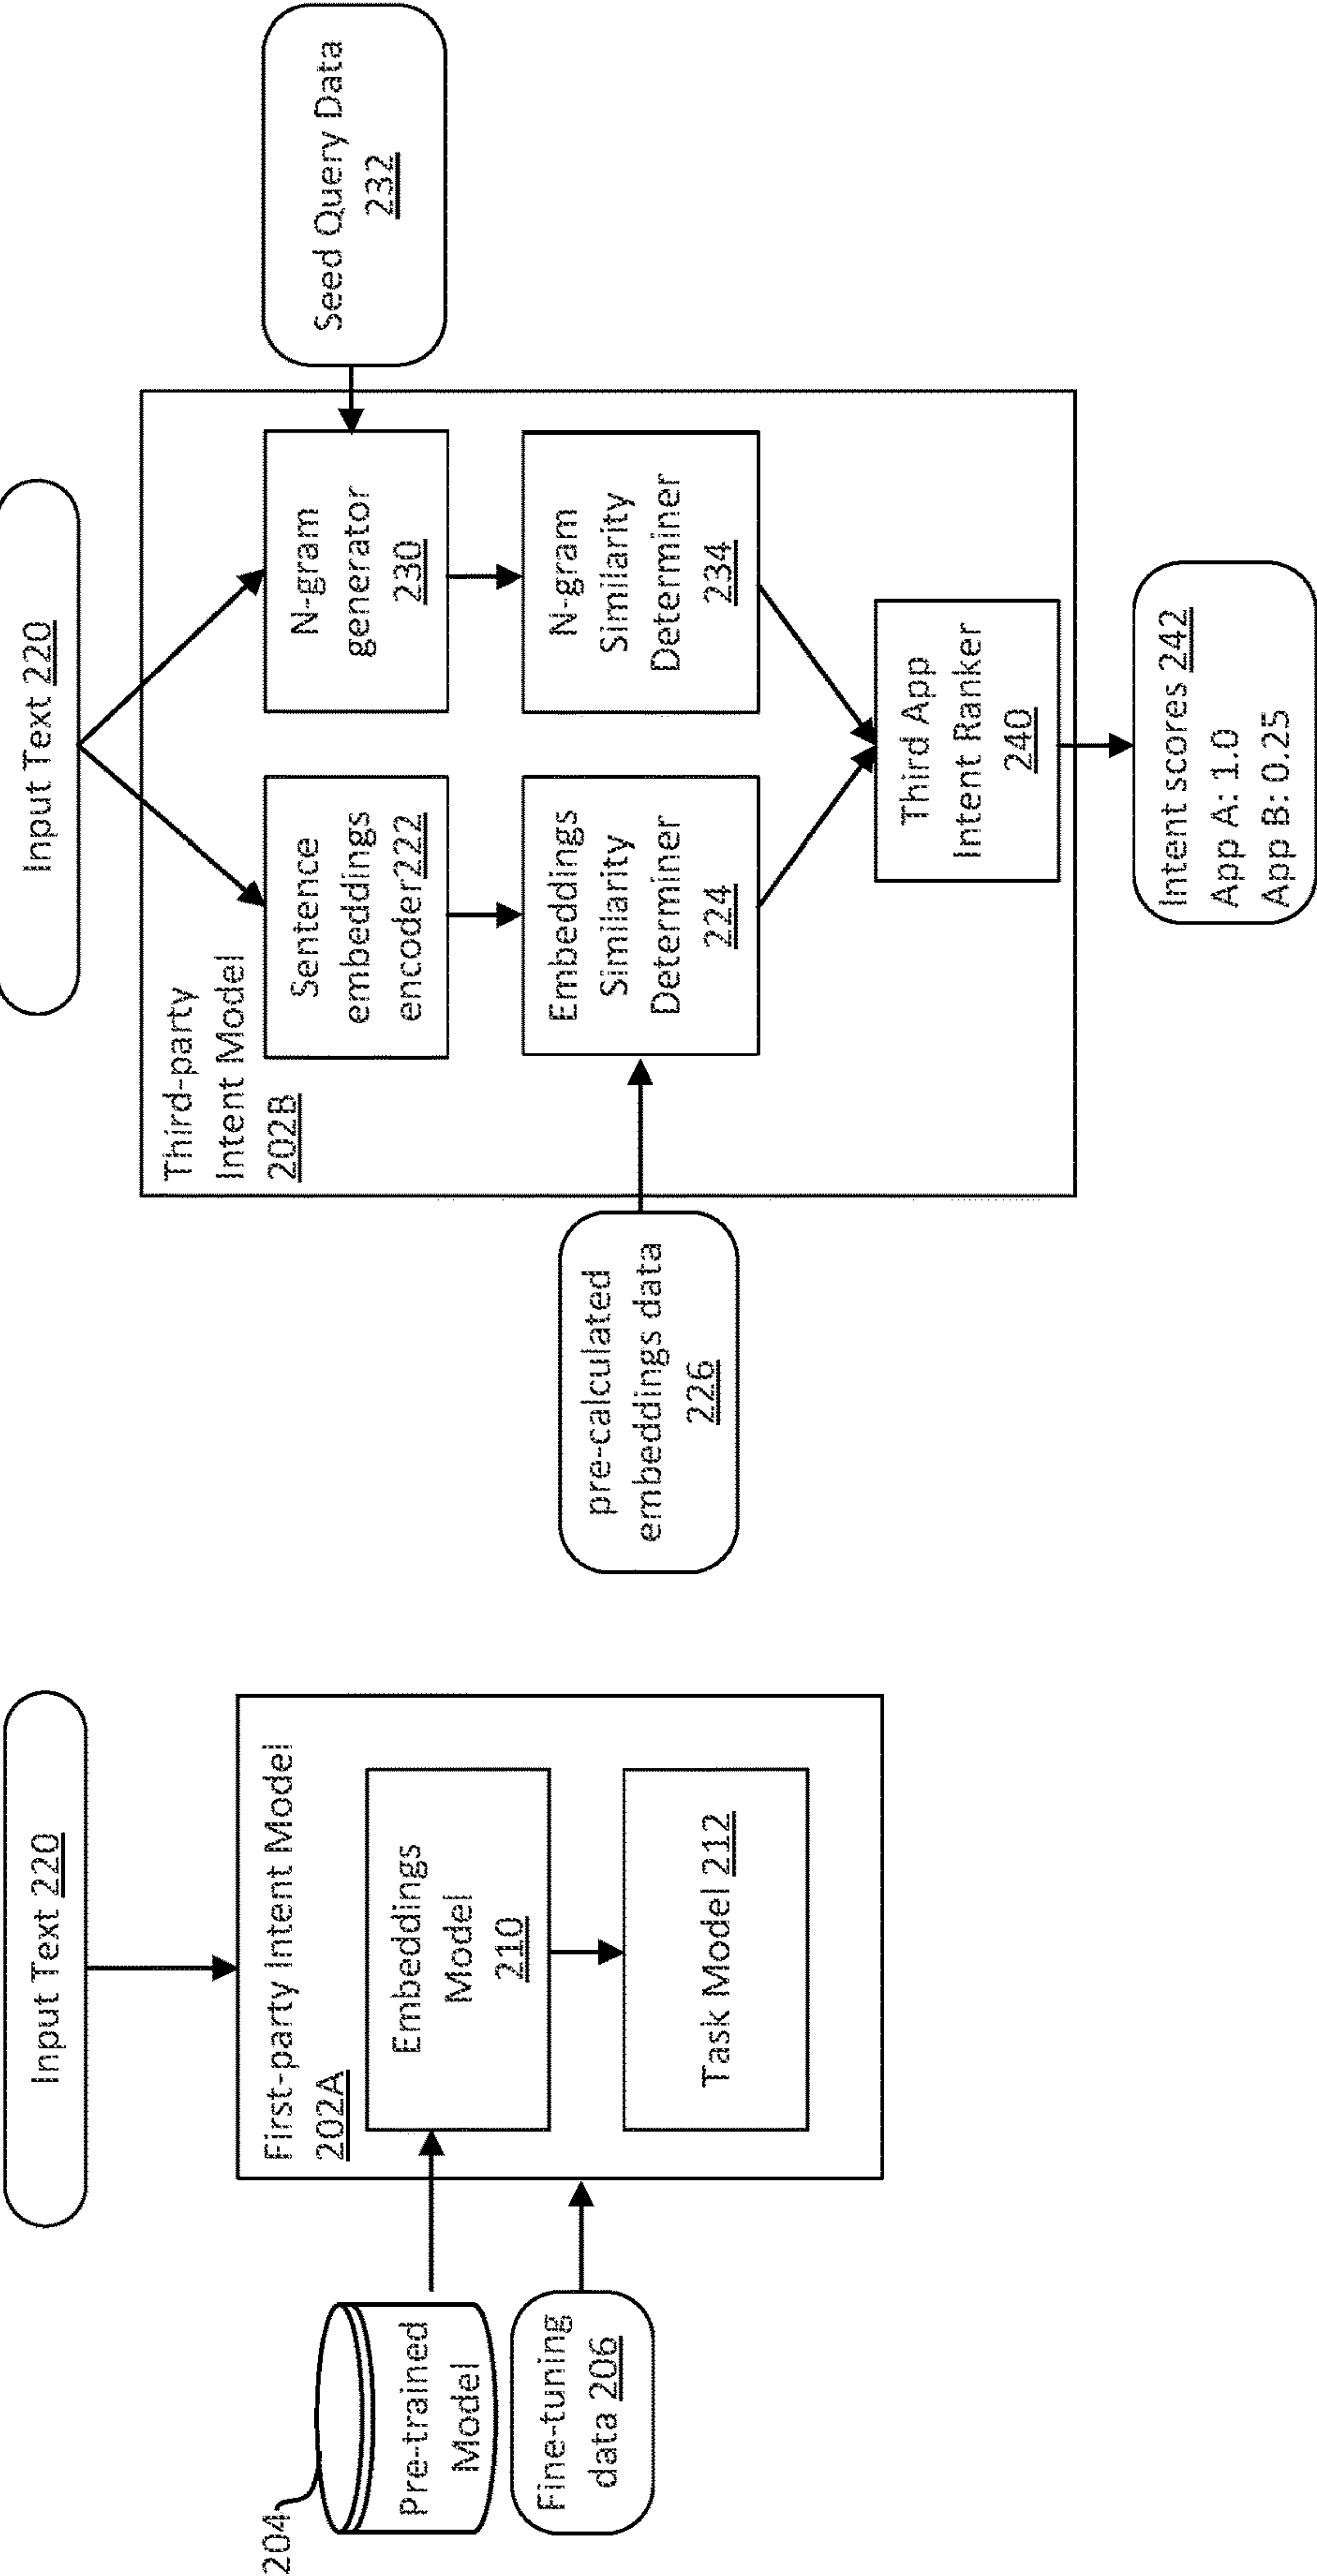 Input Text 220
First-party Intent Model
202A
Embeddings
Model
210
Task Model 212
204
Pre-trained
Model
Fine-tuning
data 206
Input Text 220
Third-party
Intent Model
202B
Sentence
embeddings
encoder222
N-gram
generator
230
Seed Query Data
232
Embeddings
Similarity
Determiner
224
N-gram
Similarity
Determiner
234
pre-calculated
embeddings data
226
Third App
Intent Ranker
240
Intent scores 242
App A: 1.0
App B: 0.25